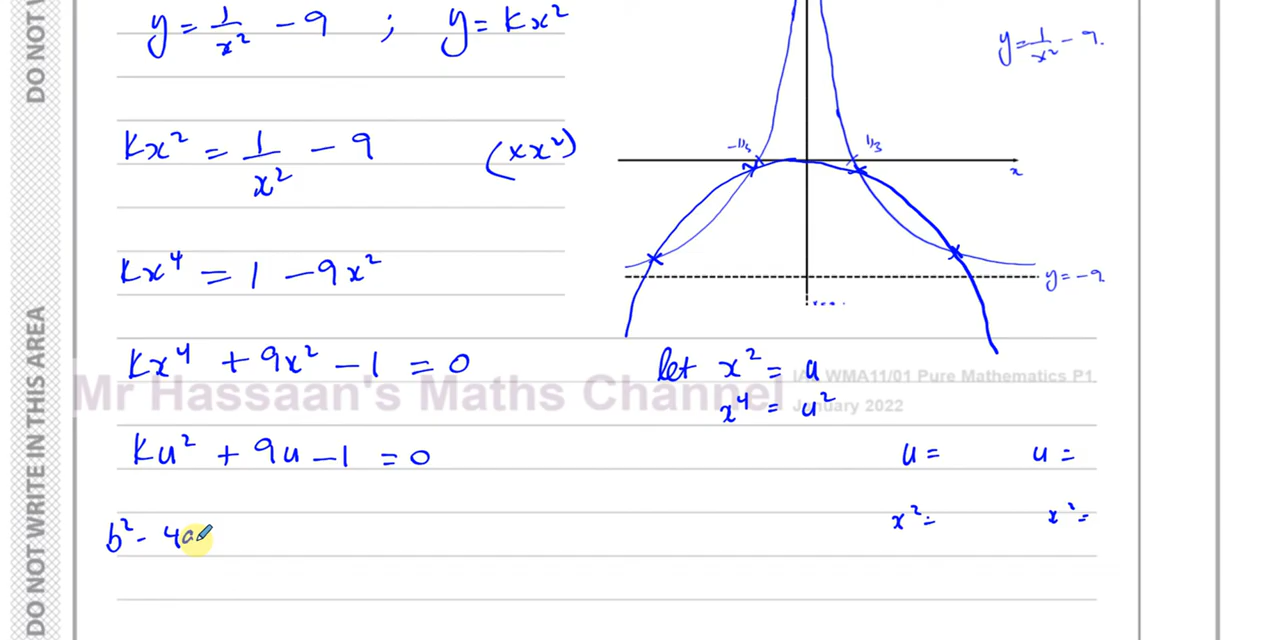 DO NOT WRITE IN THIS AREA
DO NOT
y = 1/x² - 9 ; y = kx²
kx² = 1/x² - 9 (×x²)
kx⁴ = 1 - 9x²
kx⁴ + 9x² - 1 = 0
ku² + 9u - 1 = 0
b² - 4a
y = 1/x² - 9.
1/3
x
y = -9
let x² = u
x⁴ = u²
u = u =
x² = x² =
Mr Hassaan's Maths Channel
WMA11/01 Pure Mathematics P1
January 2022